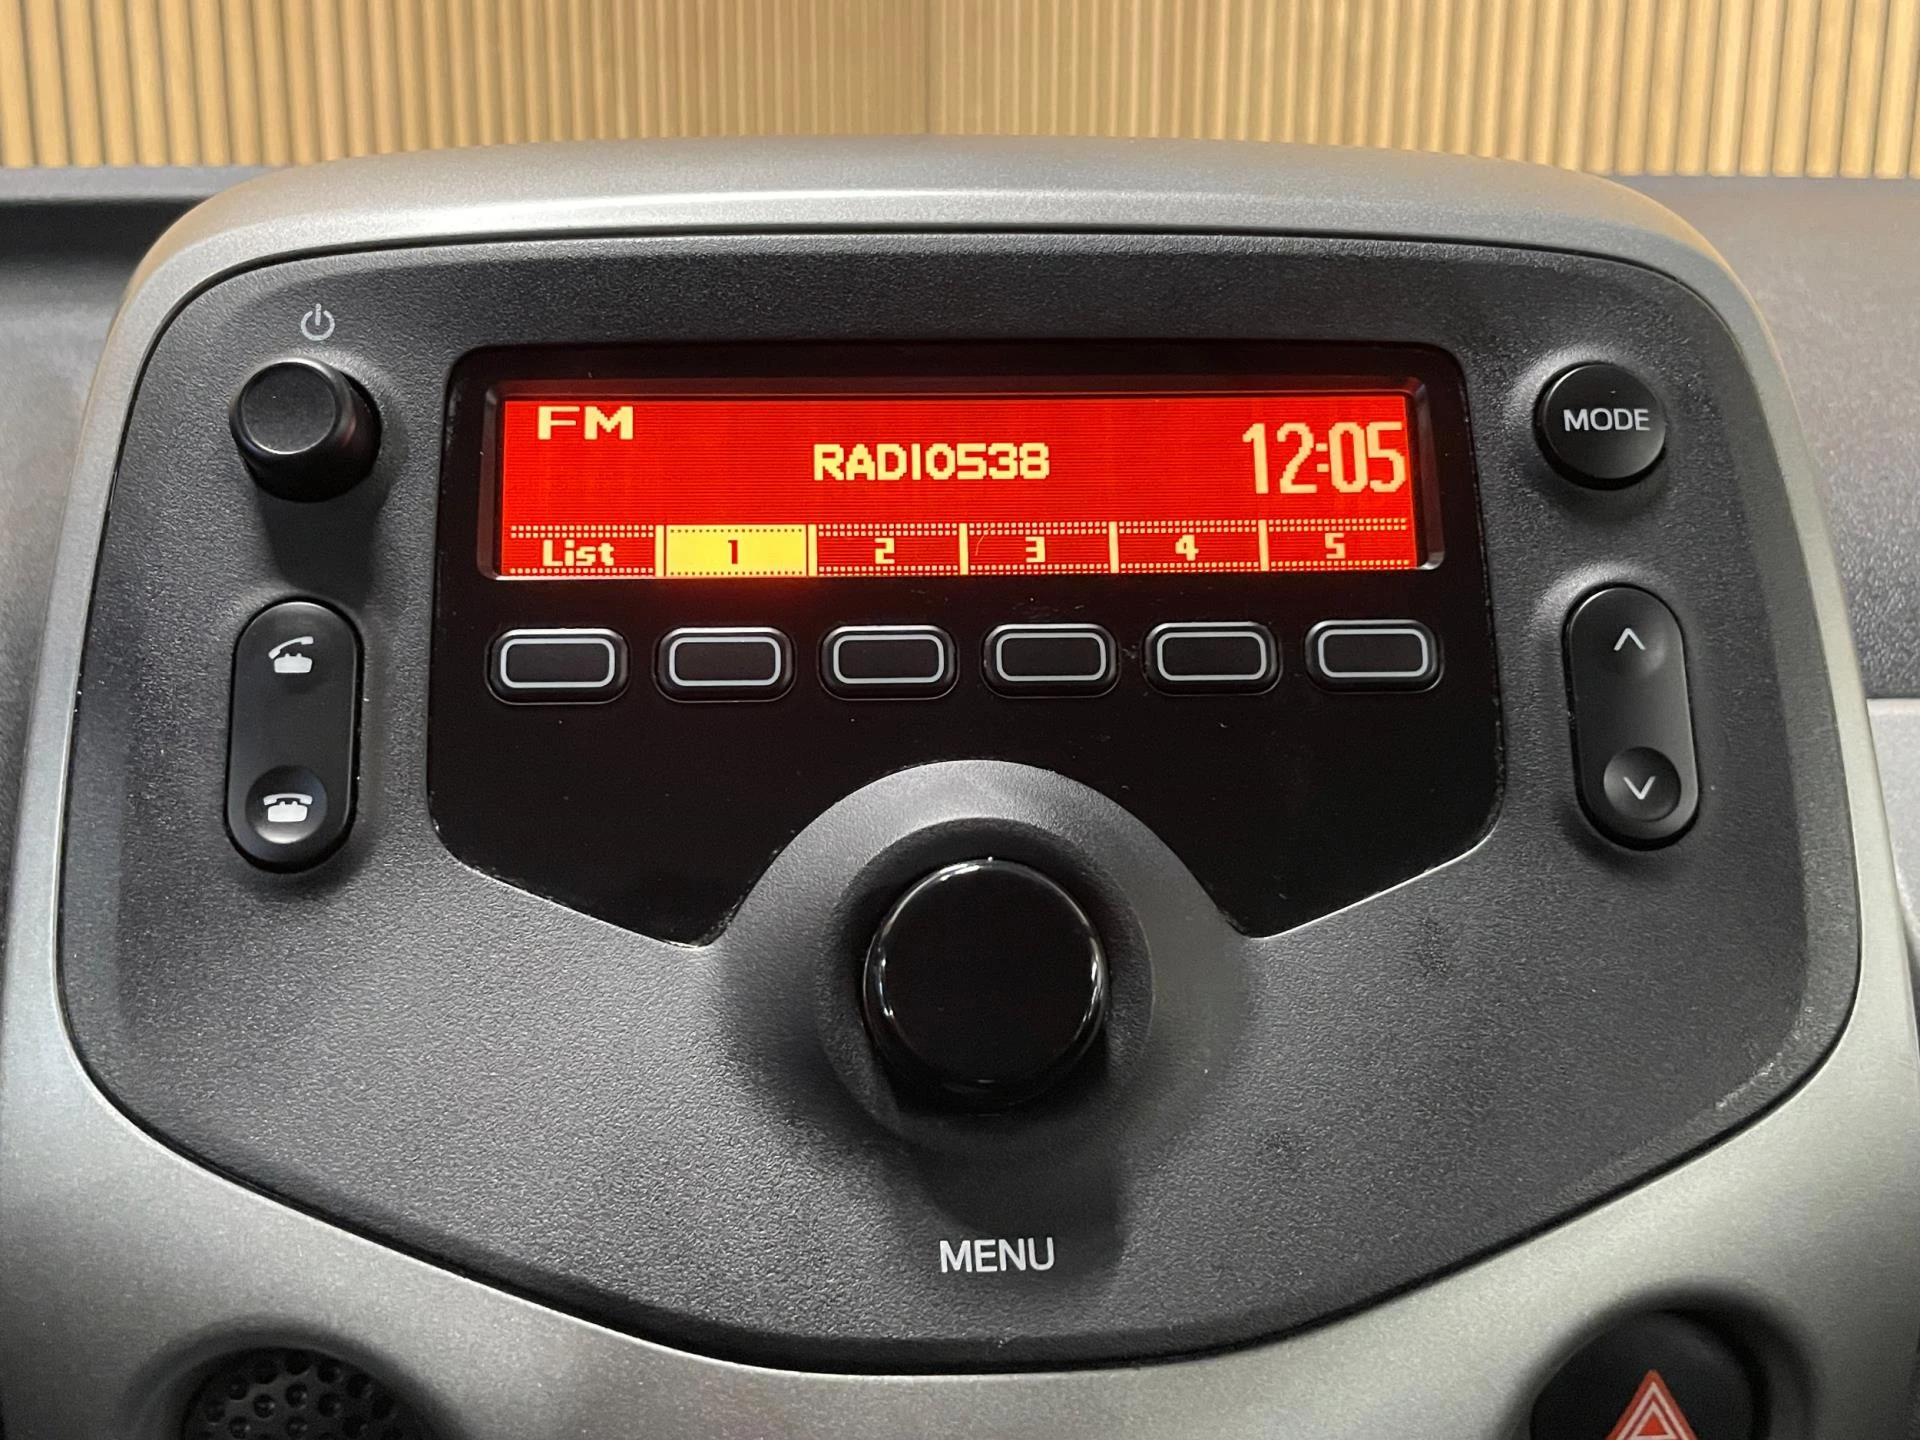 FM
RADIO538
12:05
List 1 2 3 4 5
MODE
MENU